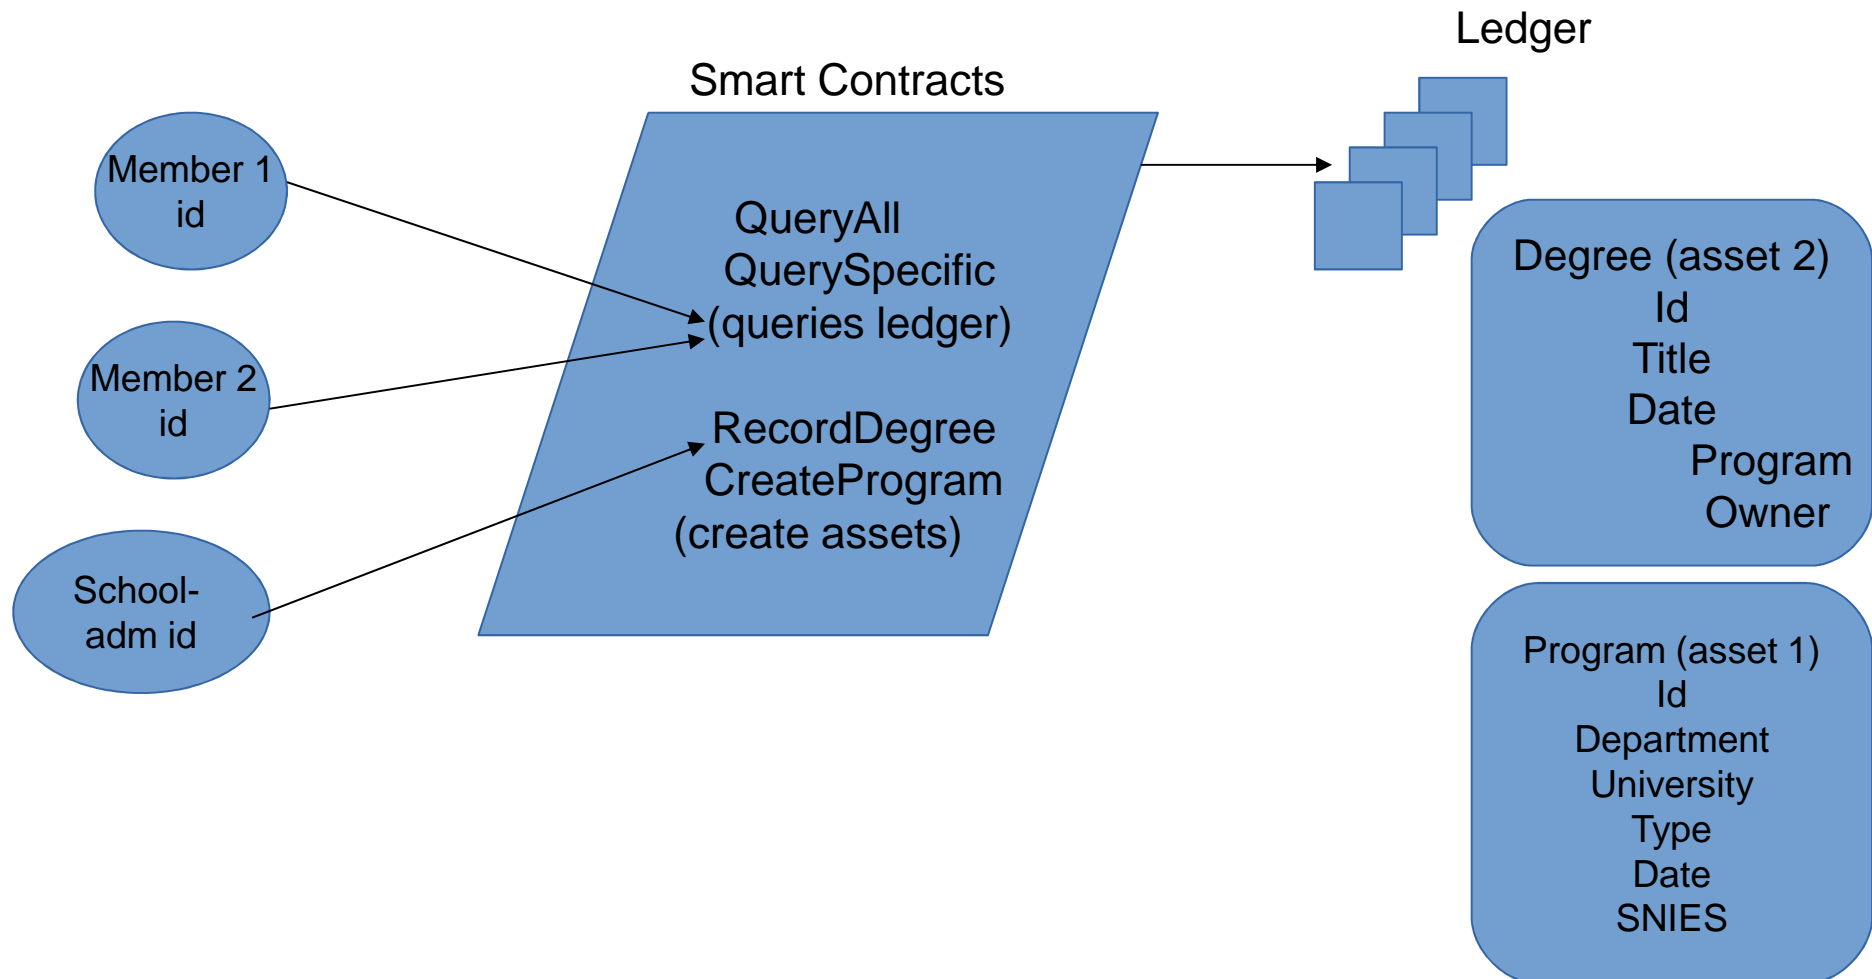 Ledger
Smart Contracts
Member 1
id
Member 2
id
School-
adm id
QueryAll
QuerySpecific
(queries ledger)
RecordDegree
CreateProgram
(create assets)
Degree (asset 2)
Id
Title
Date
Program
Owner
Program (asset 1)
Id
Department
University
Type
Date
SNIES